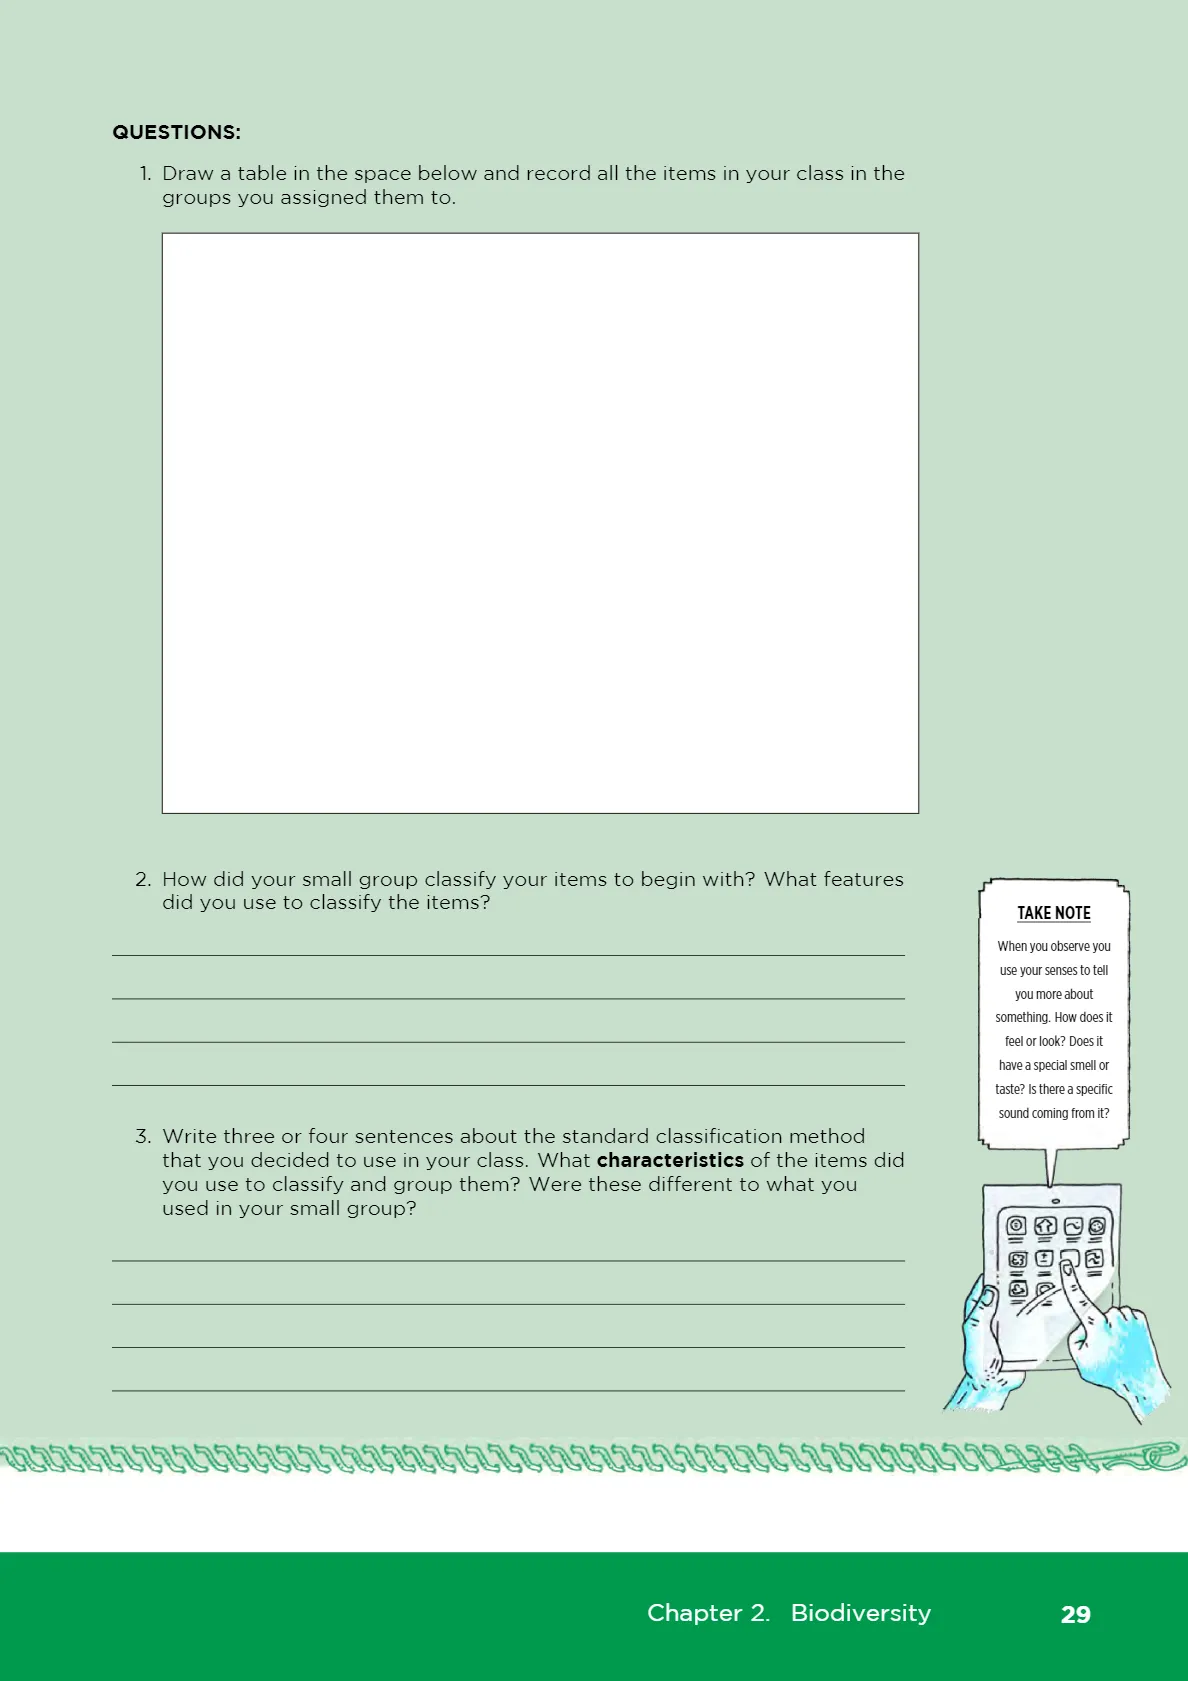 QUESTIONS:
1. Draw a table in the space below and record all the items in your class in the
groups you assigned them to.
2. How did your small group classify your items to begin with? What features
did you use to classify the items?
TAKE NOTE
When you observe you
use your senses to tell
you more about
something. How does it
feel or look? Does it
have a special smell or
taste? Is there a specific
sound coming from it?
3. Write three or four sentences about the standard classification method
that you decided to use in your class. What characteristics of the items did
you use to classify and group them? Were these different to what you
used in your small group?
Chapter 2. Biodiversity 29